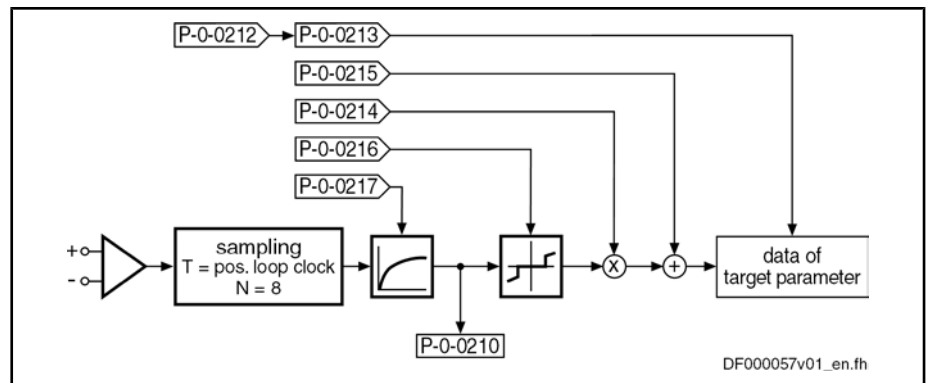 P-0-0212 P-0-0213
P-0-0215
P-0-0214
P-0-0216
P-0-0217
+
-
sampling
T = pos. loop clock
N = 8
x
+
data of
target parameter
P-0-0210
DF000057v01_en.fh